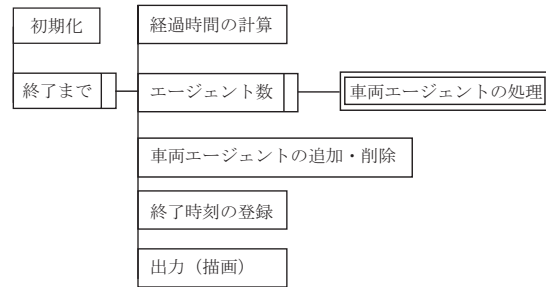 初期化
経過時間の計算
終了まで
エージェント数
車両エージェントの処理
車両エージェントの追加・削除
終了時刻の登録
出力（描画）